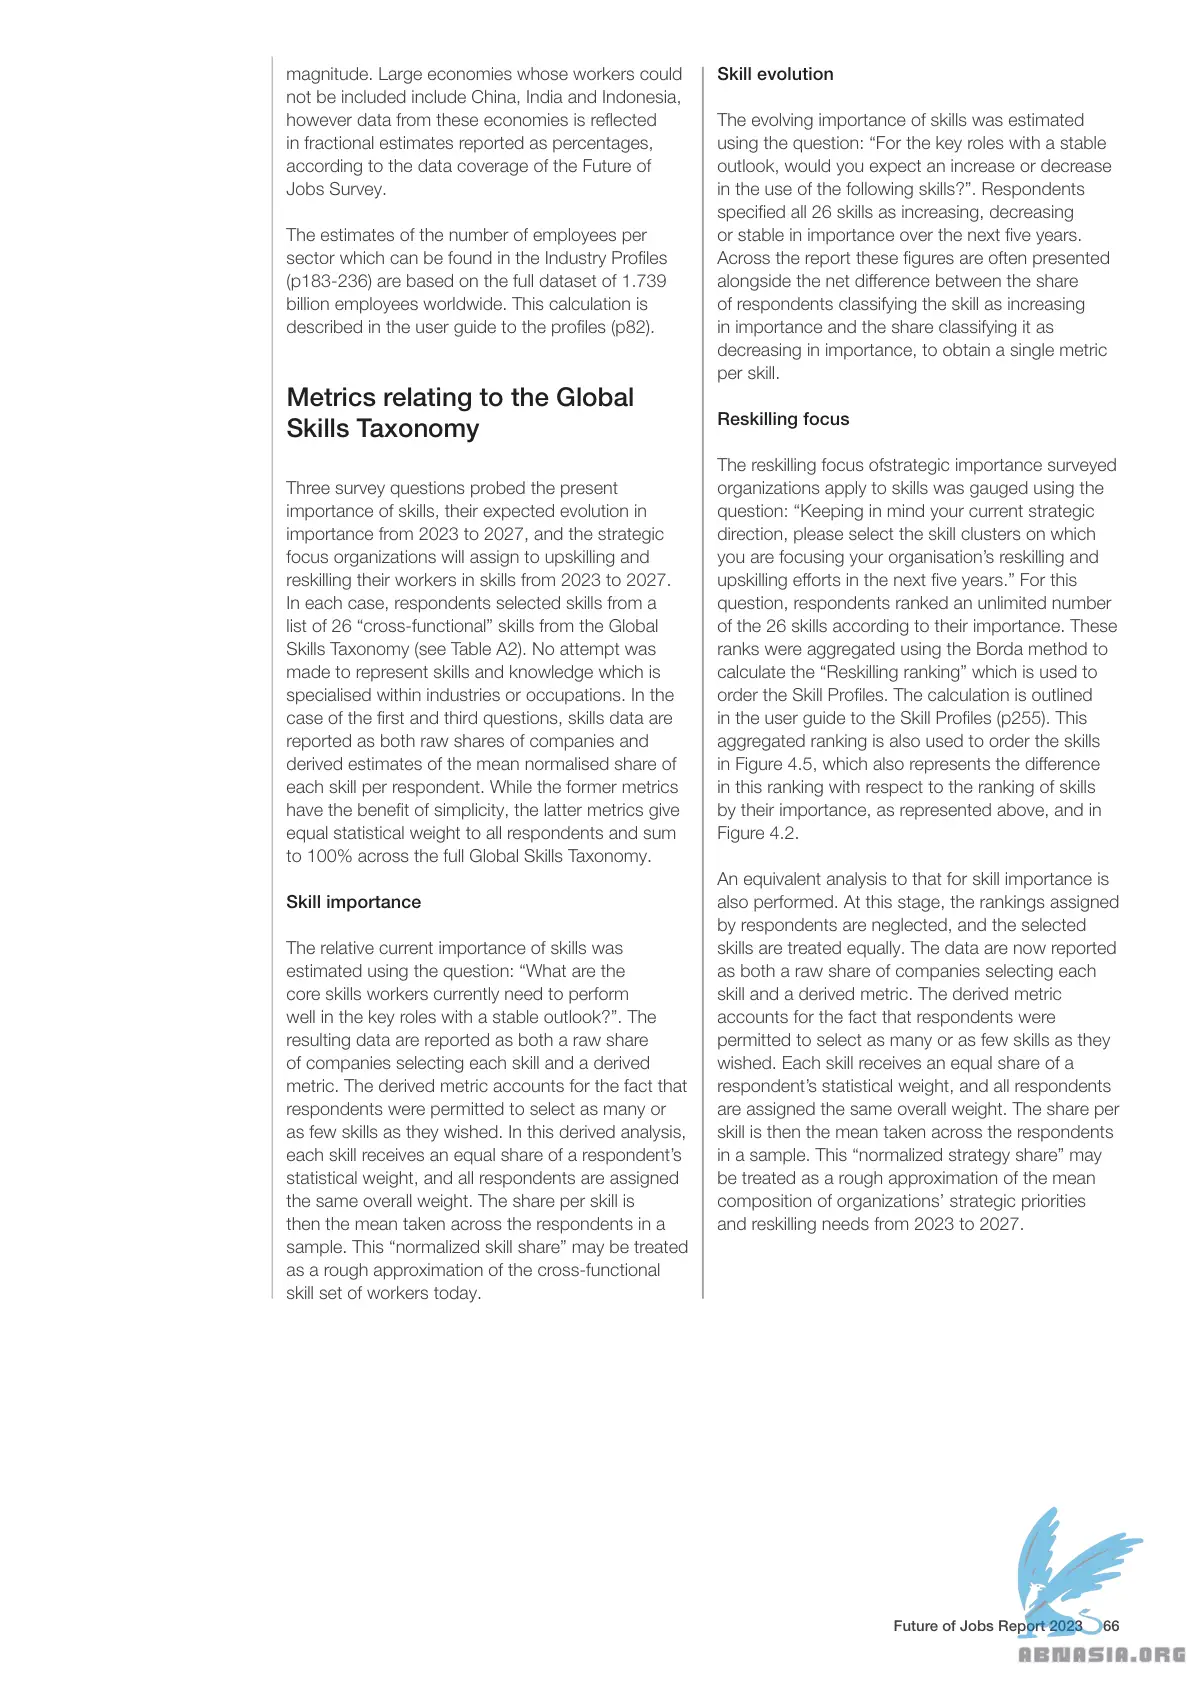 magnitude. Large economies whose workers could
not be included include China, India and Indonesia,
however data from these economies is reflected
in fractional estimates reported as percentages,
according to the data coverage of the Future of
Jobs Survey.
The estimates of the number of employees per
sector which can be found in the Industry Profiles
(p183-236) are based on the full dataset of 1.739
billion employees worldwide. This calculation is
described in the user guide to the profiles (p82).
Metrics relating to the Global
Skills Taxonomy
Three survey questions probed the present
importance of skills, their expected evolution in
importance from 2023 to 2027, and the strategic
focus organizations will assign to upskilling and
reskilling their workers in skills from 2023 to 2027.
In each case, respondents selected skills from a
list of 26 “cross-functional” skills from the Global
Skills Taxonomy (see Table A2). No attempt was
made to represent skills and knowledge which is
specialised within industries or occupations. In the
case of the first and third questions, skills data are
reported as both raw shares of companies and
derived estimates of the mean normalised share of
each skill per respondent. While the former metrics
have the benefit of simplicity, the latter metrics give
equal statistical weight to all respondents and sum
to 100% across the full Global Skills Taxonomy.
Skill importance
The relative current importance of skills was
estimated using the question: “What are the
core skills workers currently need to perform
well in the key roles with a stable outlook?”. The
resulting data are reported as both a raw share
of companies selecting each skill and a derived
metric. The derived metric accounts for the fact that
respondents were permitted to select as many or
as few skills as they wished. In this derived analysis,
each skill receives an equal share of a respondent’s
statistical weight, and all respondents are assigned
the same overall weight. The share per skill is
then the mean taken across the respondents in a
sample. This “normalized skill share” may be treated
as a rough approximation of the cross-functional
skill set of workers today.
Skill evolution
The evolving importance of skills was estimated
using the question: “For the key roles with a stable
outlook, would you expect an increase or decrease
in the use of the following skills?”. Respondents
specified all 26 skills as increasing, decreasing
or stable in importance over the next five years.
Across the report these figures are often presented
alongside the net difference between the share
of respondents classifying the skill as increasing
in importance and the share classifying it as
decreasing in importance, to obtain a single metric
per skill.
Reskilling focus
The reskilling focus ofstrategic importance surveyed
organizations apply to skills was gauged using the
question: “Keeping in mind your current strategic
direction, please select the skill clusters on which
you are focusing your organisation’s reskilling and
upskilling efforts in the next five years.” For this
question, respondents ranked an unlimited number
of the 26 skills according to their importance. These
ranks were aggregated using the Borda method to
calculate the “Reskilling ranking” which is used to
order the Skill Profiles. The calculation is outlined
in the user guide to the Skill Profiles (p255). This
aggregated ranking is also used to order the skills
in Figure 4.5, which also represents the difference
in this ranking with respect to the ranking of skills
by their importance, as represented above, and in
Figure 4.2.
An equivalent analysis to that for skill importance is
also performed. At this stage, the rankings assigned
by respondents are neglected, and the selected
skills are treated equally. The data are now reported
as both a raw share of companies selecting each
skill and a derived metric. The derived metric
accounts for the fact that respondents were
permitted to select as many or as few skills as they
wished. Each skill receives an equal share of a
respondent’s statistical weight, and all respondents
are assigned the same overall weight. The share per
skill is then the mean taken across the respondents
in a sample. This “normalized strategy share” may
be treated as a rough approximation of the mean
composition of organizations’ strategic priorities
and reskilling needs from 2023 to 2027.
Future of Jobs Report 2023 66
ABNASIA.ORG